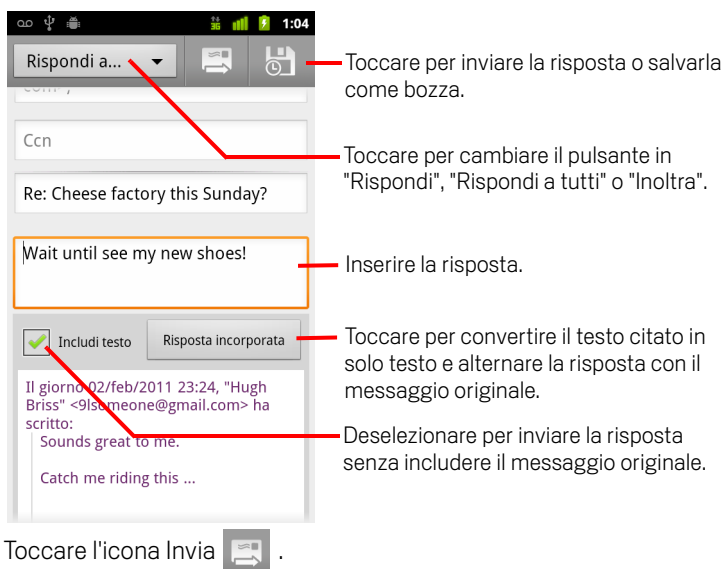 3G 1:04
Rispondi a...
Toccare per inviare la risposta o salvarla
come bozza.
Ccn
Toccare per cambiare il pulsante in
"Rispondi", "Rispondi a tutti" o "Inoltra".
Re: Cheese factory this Sunday?
Wait until see my new shoes!
Inserire la risposta.
Includi testo
Risposta incorporata
Toccare per convertire il testo citato in
solo testo e alternare la risposta con il
messaggio originale.
Il giorno 02/feb/2011 23:24, "Hugh
Briss" <9lsomeone@gmail.com> ha
scritto:
Sounds great to me.
Catch me riding this ...
Deselezionare per inviare la risposta
senza includere il messaggio originale.
Toccare l'icona Invia .